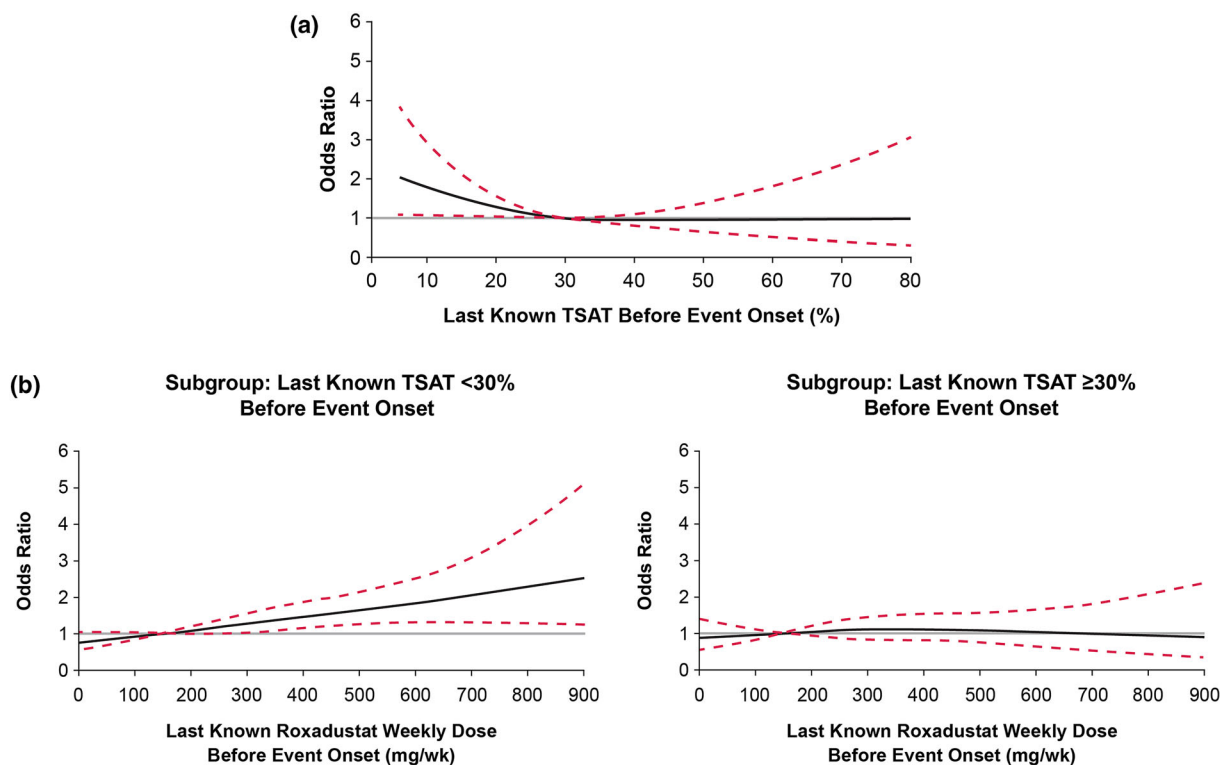 (a)
6
5
4
3
2
1
0
Odds Ratio
0 10 20 30 40 50 60 70 80
Last Known TSAT Before Event Onset (%)
(b)
Subgroup: Last Known TSAT <30%
Before Event Onset
6
5
4
3
2
1
0
Odds Ratio
0 100 200 300 400 500 600 700 800 900
Last Known Roxadustat Weekly Dose
Before Event Onset (mg/wk)
Subgroup: Last Known TSAT ≥30%
Before Event Onset
6
5
4
3
2
1
0
Odds Ratio
0 100 200 300 400 500 600 700 800 900
Last Known Roxadustat Weekly Dose
Before Event Onset (mg/wk)